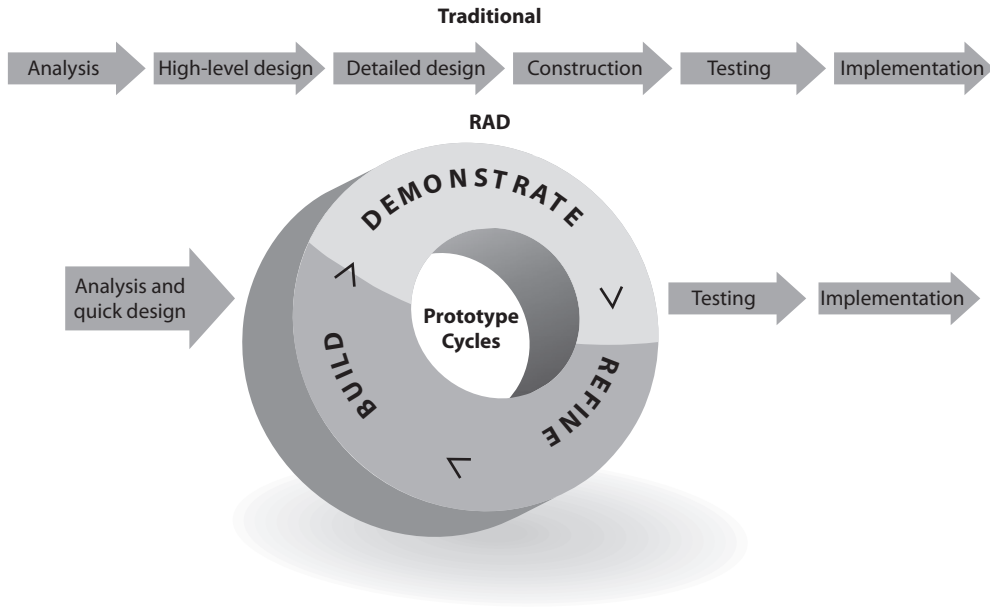 Traditional
Analysis
High-level design
Detailed design
Construction
Testing
Implementation
RAD
DEMONSTRATE
Analysis and
quick design
Prototype
Cycles
BUILD
REFINE
Testing
Implementation